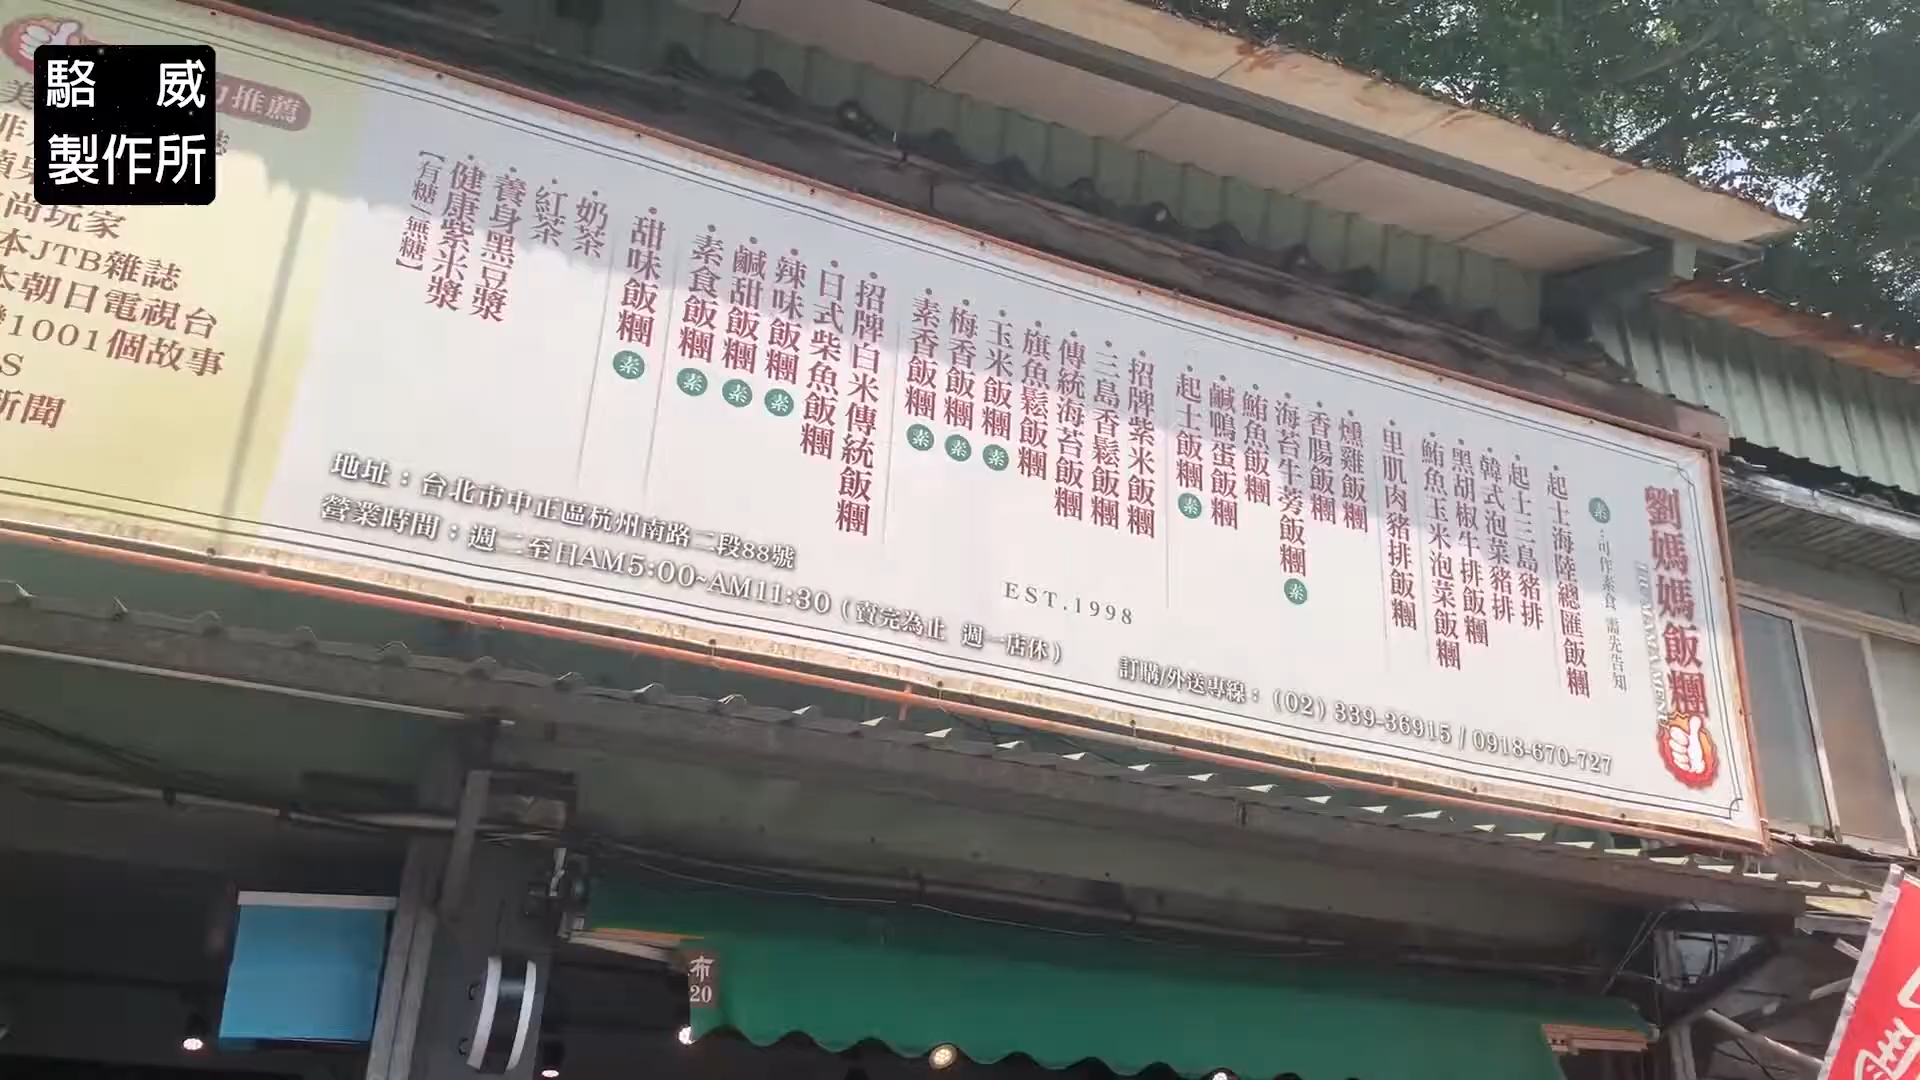 駱 威
製作所
劉媽媽飯糰
素:可作素食 需先告知
起士海陸總匯飯糰
起士三島豬排
韓式泡菜豬排
黑胡椒牛排飯糰
鮪魚玉米泡菜飯糰
里肌肉豬排飯糰
燻雞飯糰
香腸飯糰
海苔牛蒡飯糰 素
鮪魚飯糰
鹹鴨蛋飯糰
起士飯糰 素
招牌紫米飯糰
三島香鬆飯糰
傳統海苔飯糰
旗魚鬆飯糰
玉米飯糰 素
梅香飯糰 素
素香飯糰 素
招牌白米傳統飯糰
日式柴魚飯糰
辣味飯糰 素
鹹甜飯糰 素
素食飯糰 素
甜味飯糰 素
奶茶
紅茶
養身黑豆漿
健康紫米漿
【有糖/無糖】
EST.1998
地址:台北市中正區杭州南路二段88號
營業時間:週二至日AM5:00~AM11:30(賣完為止 週一店休)
訂購/外送專線:(02)339-36915/0918-670-727
推薦
尚玩家
本JTB雜誌
朝日電視台
1001個故事
S
新聞
布
20